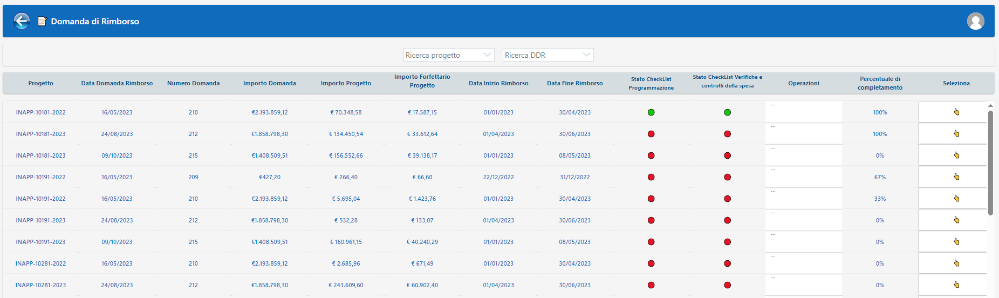 Domanda di Rimborso
Ricerca progetto Ricerca DDR
Progetto Data Domanda Rimborso Numero Domanda Importo Domanda Importo Progetto Importo Forfettario Progetto Data Inizio Rimborso Data Fine Rimborso Stato CheckList Programmazione Stato CheckList Verifiche e controlli della spesa Operazioni Percentuale di completamento Seleziona
INAPP-10181-2022 16/05/2023 210 €2.193.859,12 € 70.348,58 € 17.587,15 01/01/2023 30/04/2023 ... 100%
INAPP-10181-2023 24/08/2023 212 €1.858.798,30 € 134.450,54 € 33.612,64 01/04/2023 30/06/2023 ... 100%
INAPP-10181-2023 09/10/2023 215 €1.408.509,51 € 156.552,66 € 39.138,17 01/01/2023 08/05/2023 ... 0%
INAPP-10191-2022 16/05/2023 209 €427,20 € 266,40 € 66,60 22/12/2022 31/12/2022 ... 67%
INAPP-10191-2022 16/05/2023 210 €2.193.859,12 € 5.695,04 € 1.423,76 01/01/2023 30/04/2023 ... 33%
INAPP-10191-2023 24/08/2023 212 €1.858.798,30 € 532,28 € 133,07 01/04/2023 30/06/2023 ... 0%
INAPP-10191-2023 09/10/2023 215 €1.408.509,51 € 160.961,15 € 40.240,29 01/01/2023 08/05/2023 ... 0%
INAPP-10281-2022 16/05/2023 210 €2.193.859,12 € 2.685,96 € 671,49 01/01/2023 30/04/2023 ... 0%
INAPP-10281-2023 24/08/2023 212 €1.858.798,30 € 243.609,60 € 60.902,40 01/04/2023 30/06/2023 ... 0%